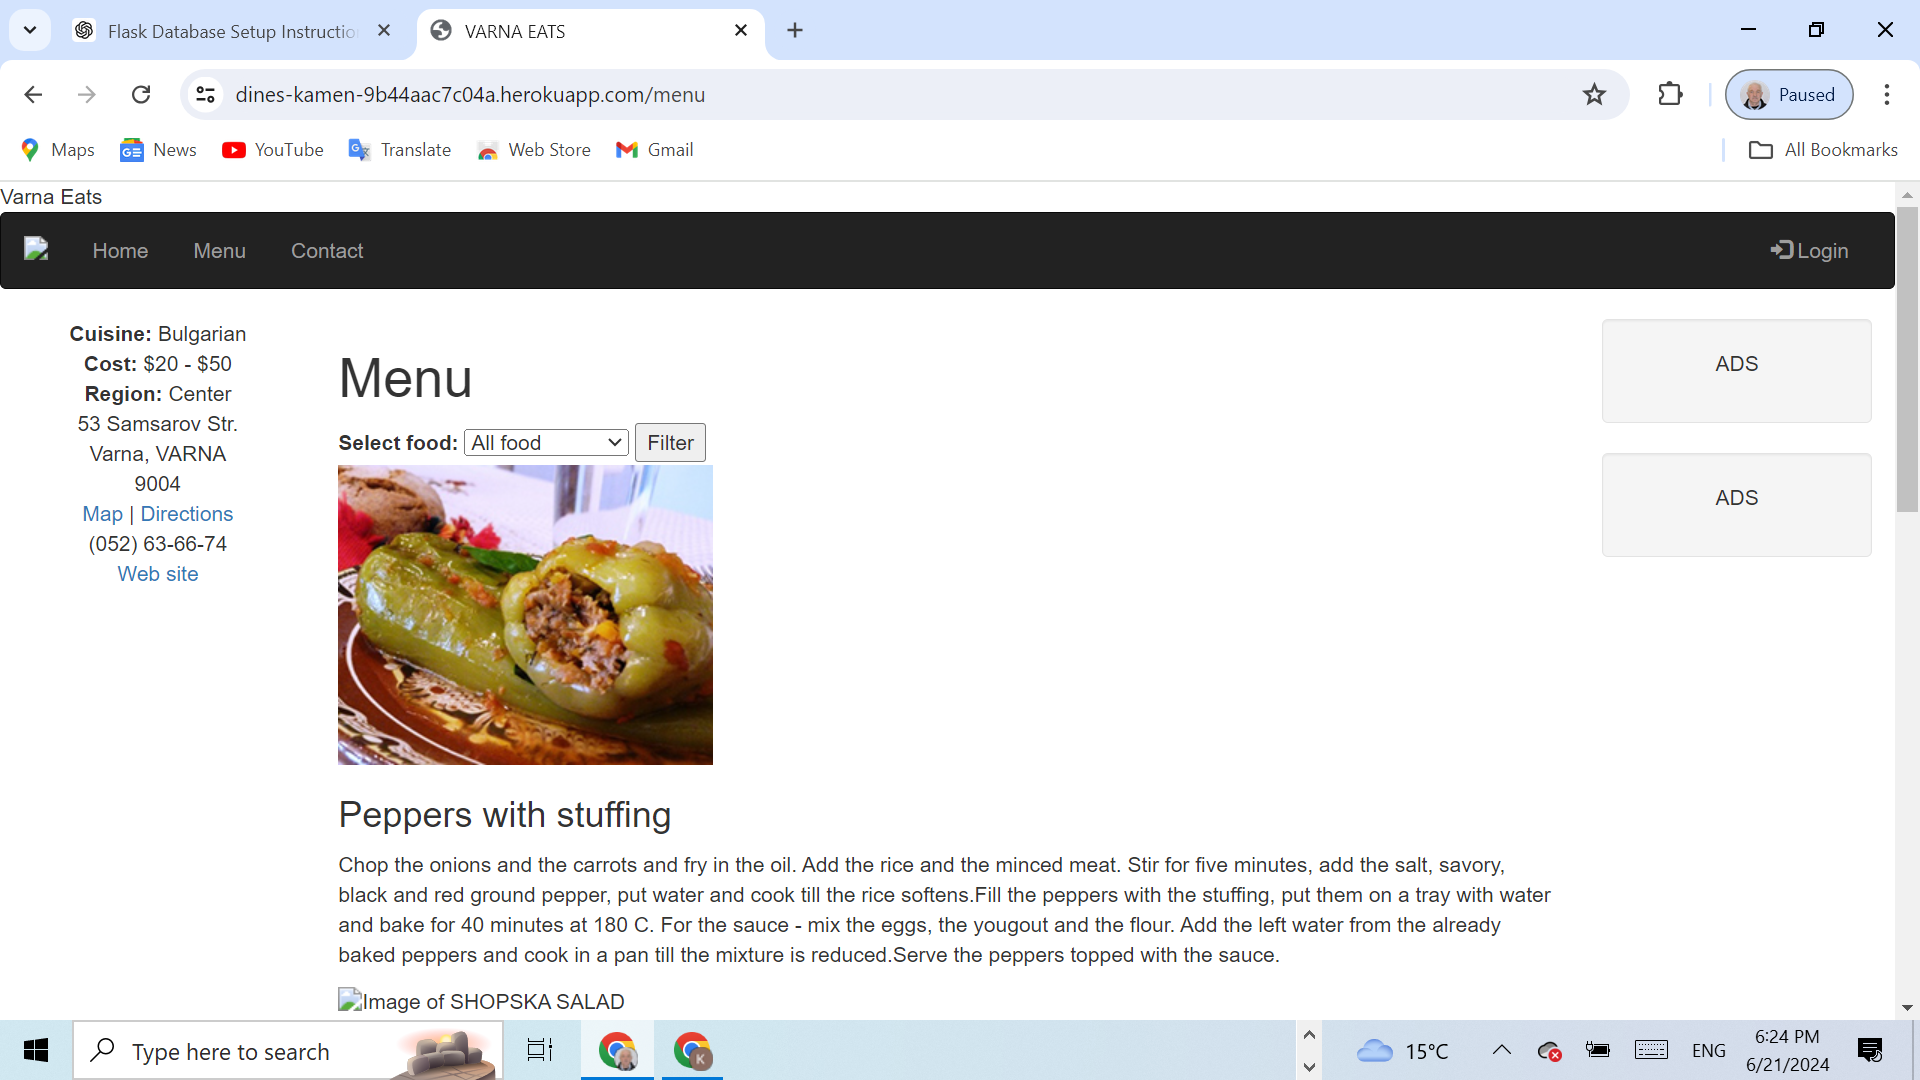 Flask Database Setup Instructio
VARNA EATS
dines-kamen-9b44aac7c04a.herokuapp.com/menu
Paused
Maps
News
YouTube
Translate
Web Store
Gmail
All Bookmarks
Varna Eats
Home
Menu
Contact
Login
Cuisine: Bulgarian
Cost: $20 - $50
Region: Center
53 Samsarov Str.
Varna, VARNA
9004
Map | Directions
(052) 63-66-74
Web site
Menu
Select food: All food Filter
Peppers with stuffing
Chop the onions and the carrots and fry in the oil. Add the rice and the minced meat. Stir for five minutes, add the salt, savory,
black and red ground pepper, put water and cook till the rice softens.Fill the peppers with the stuffing, put them on a tray with water
and bake for 40 minutes at 180 C. For the sauce - mix the eggs, the yougout and the flour. Add the left water from the already
baked peppers and cook in a pan till the mixture is reduced.Serve the peppers topped with the sauce.
Image of SHOPSKA SALAD
ADS
ADS
Type here to search
K
15°C
ENG
6:24 PM
6/21/2024